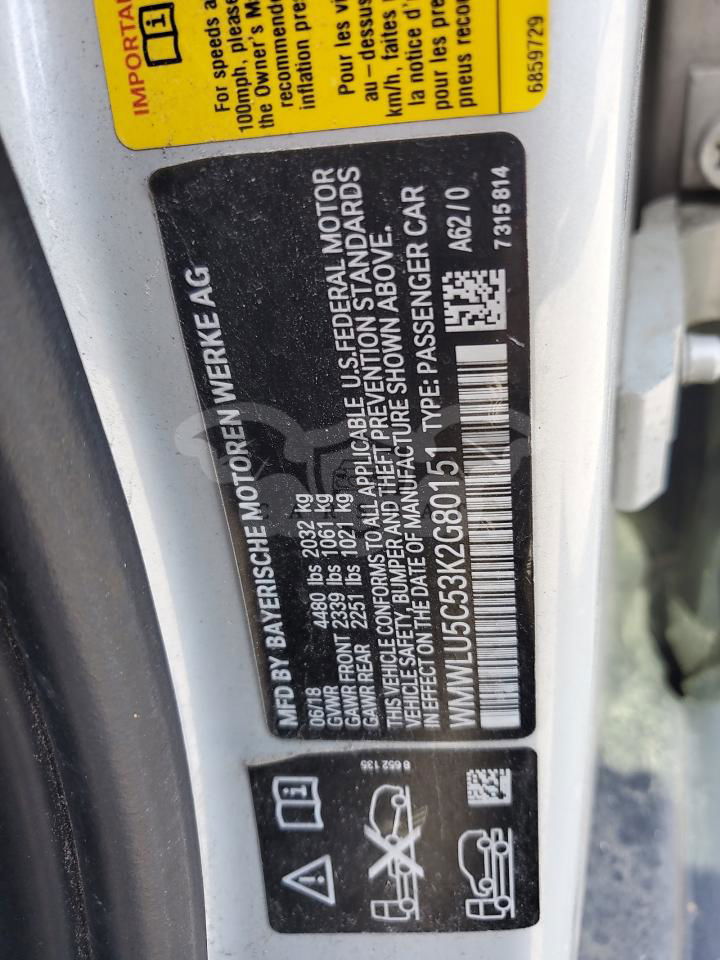 IMPORTA
For speeds a
100mph, please
the Owner's M
recommende
inflation pre
Pour les vi
au-dessus
km/h, faites
la notice d'
pour les p
pneus reco
6859729
MFD BY BAYERISCHE MOTOREN WERKE AG
06/18
GVWR 4480 lbs 2032 kg
GAWR FRONT 2339 lbs 1061 kg
GAWR REAR 2251 lbs 1021 kg
THIS VEHICLE CONFORMS TO ALL APPLICABLE U.S. FEDERAL MOTOR
VEHICLE SAFETY, BUMPER AND THEFT PREVENTION STANDARDS
IN EFFECT ON THE DATE OF MANUFACTURE SHOWN ABOVE.
WMWLU5C53K2G80151 TYPE: PASSENGER CAR
A62/0
7 315 814
8 652 135